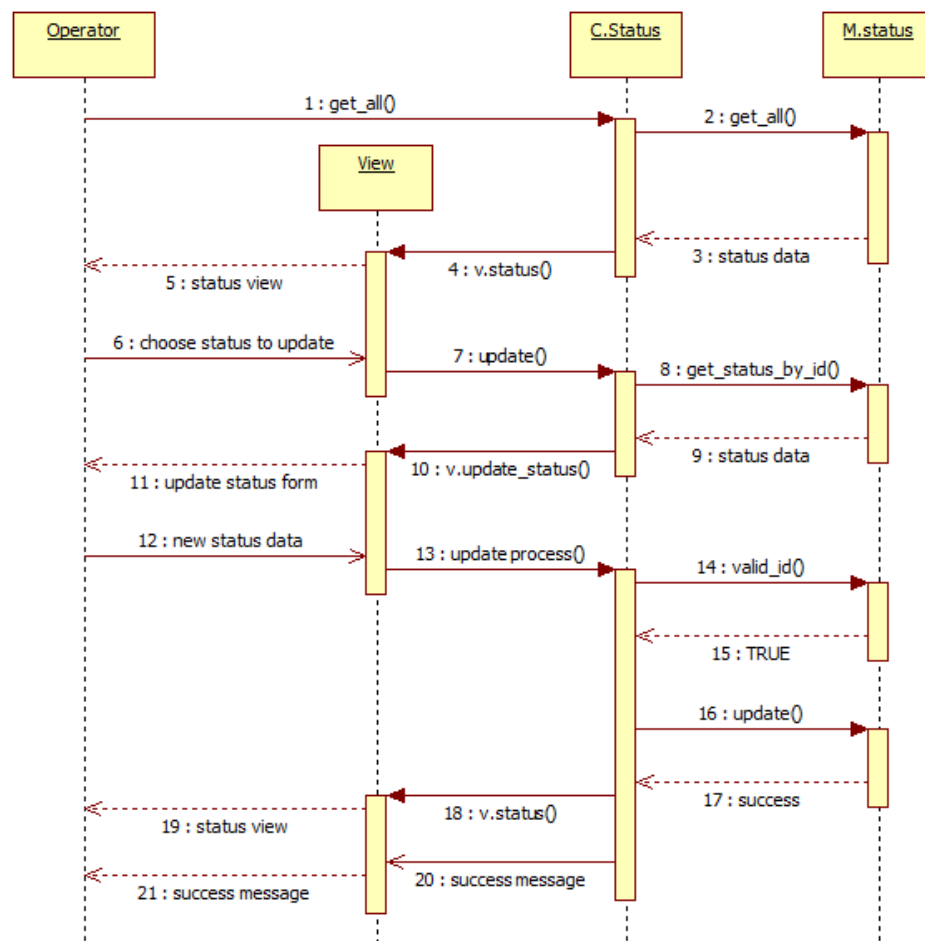 Operator
C.Status
M.status
1 : get_all()
2 : get_all()
View
3 : status data
4 : v.status()
5 : status view
6 : choose status to update
7 : update()
8 : get_status_by_id()
9 : status data
10 : v.update_status()
11 : update status form
12 : new status data
13 : update process()
14 : valid_id()
15 : TRUE
16 : update()
17 : success
18 : v.status()
19 : status view
20 : success message
21 : success message